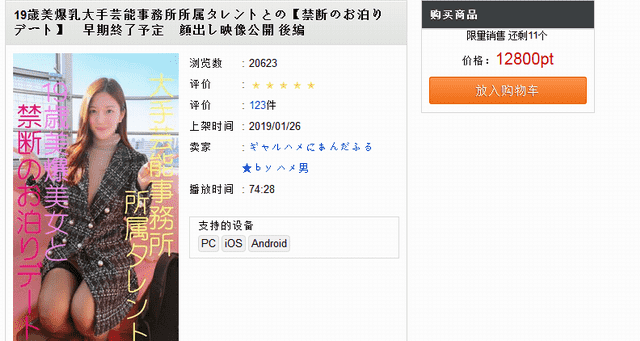 19歳美爆乳大手芸能事務所所属タレントとの【禁断のお泊り
デート】　早期終了予定　顔出し映像公開 後編
大手芸能事務所
所属タレント
19歳美爆美女と
禁断のお泊りデート
浏览数 : 20623
评价 : ★★★★★
评价 : 123件
上架时间 : 2019/01/26
卖家 : ギャルハメにまんだふる
★ｂｙハメ男
播放时间 : 74:28
支持的设备
PC iOS Android
购买商品
限量销售 还剩11个
价格: 12800pt
放入购物车